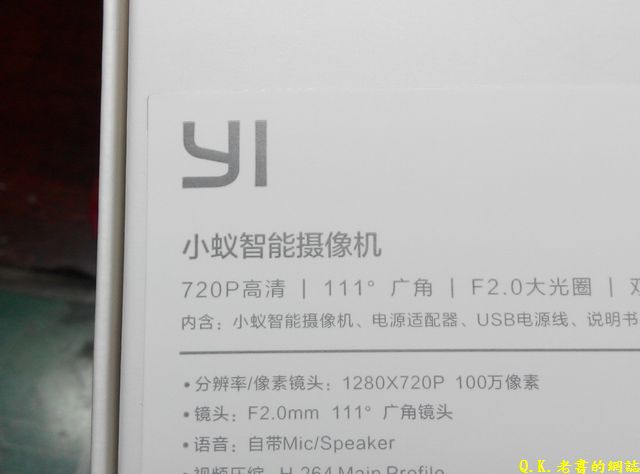 YI
小蚁智能摄像机
720P高清 | 111° 广角 | F2.0大光圈 |
内含：小蚁智能摄像机、电源适配器、USB电源线、说明书
•分辨率/像素镜头：1280X720P 100万像素
•镜头：F2.0mm 111° 广角镜头
•语音：自带Mic/Speaker
•视频压缩 H.264 Main Profile
Q.K.老書的網誌